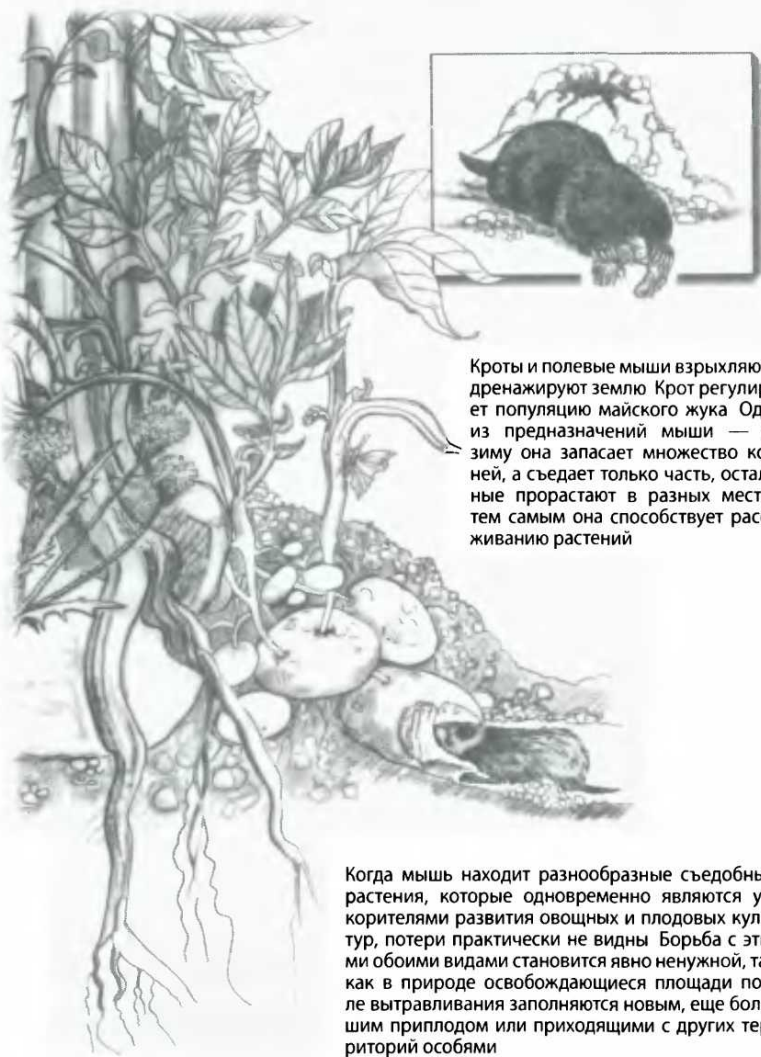 Кроты и полевые мыши взрыхляю
дренажируют землю Крот регулир
ет популяцию майского жука Од
из предназначений мыши —
зиму она запасает множество ко
ней, а съедает только часть, остал
ные прорастают в разных мест
тем самым она способствует расс
живанию растений
Когда мышь находит разнообразные съедобны
растения, которые одновременно являются у
корителями развития овощных и плодовых кул
тур, потери практически не видны Борьба с эти
ми обоими видами становится явно ненужной, та
как в природе освобождающиеся площади по
ле вытравливания заполняются новым, еще бол
шим приплодом или приходящими с других тер
риторий особями